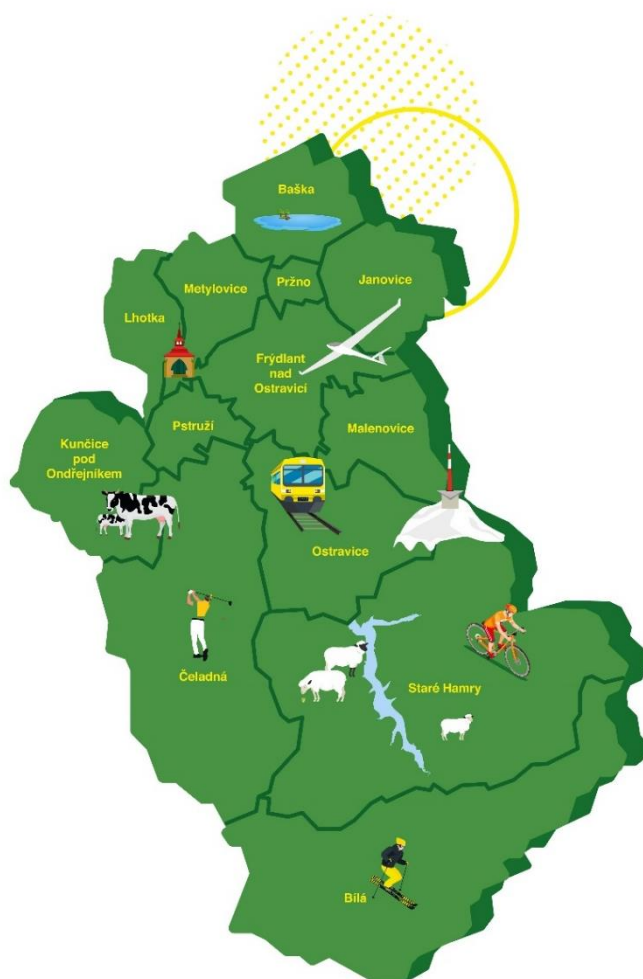 Baška
Metylovice
Pržno
Janovice
Lhotka
Frýdlant
nad
Ostravicí
Pstruží
Malenovice
Kunčice
pod
Ondřejníkem
Ostravice
Čeladná
Staré Hamry
Bílá